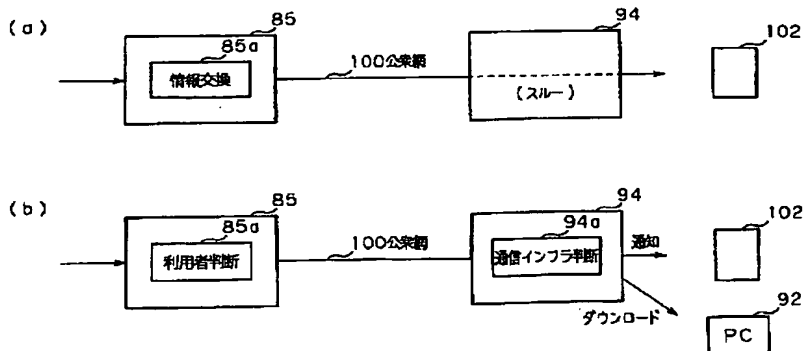 (a)
85
85a
情報交換
100公衆網
94
(スルー)
102
(b)
85
85a
利用者判断
100公衆網
94
94a
通信インフラ判断
通知
102
ダウンロード
92
PC